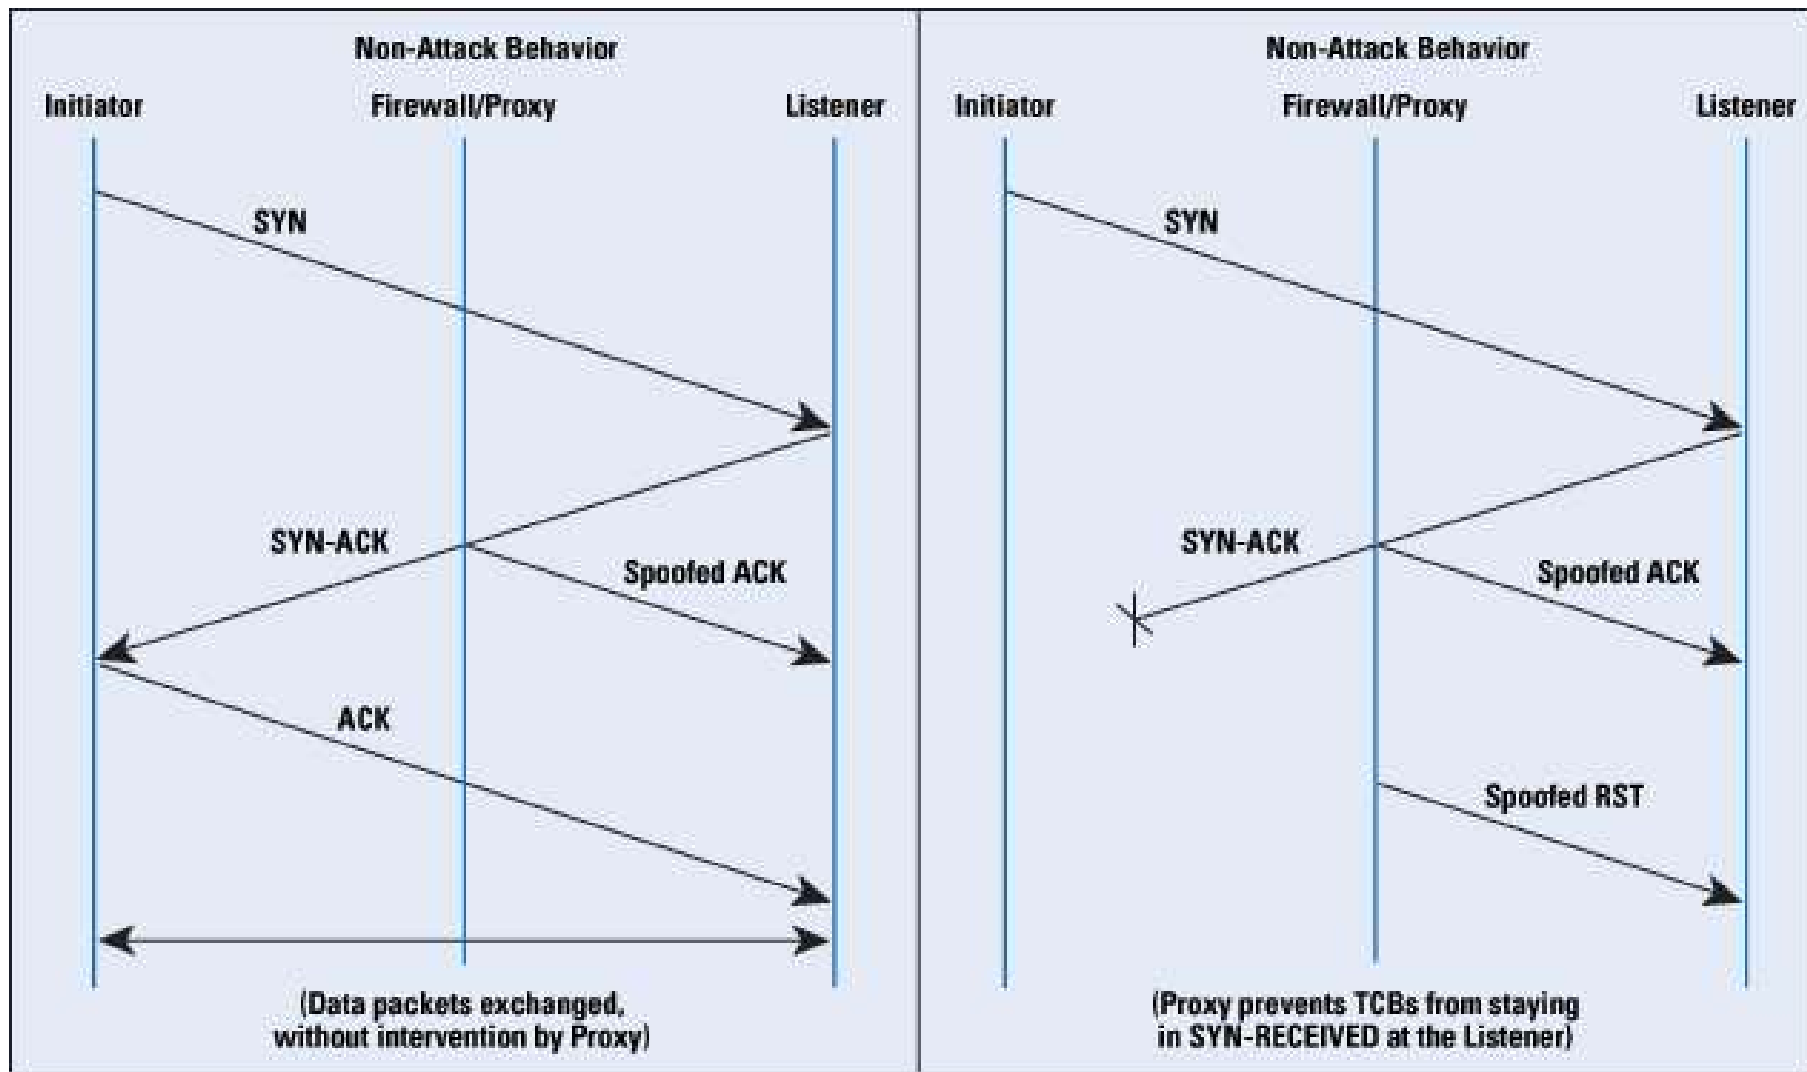 Non-Attack Behavior
Initiator
Firewall/Proxy
Listener
SYN
SYN-ACK
Spoofed ACK
ACK
(Data packets exchanged,
without intervention by Proxy)
Non-Attack Behavior
Initiator
Firewall/Proxy
Listener
SYN
SYN-ACK
Spoofed ACK
Spoofed RST
(Proxy prevents TCBs from staying
in SYN-RECEIVED at the Listener)